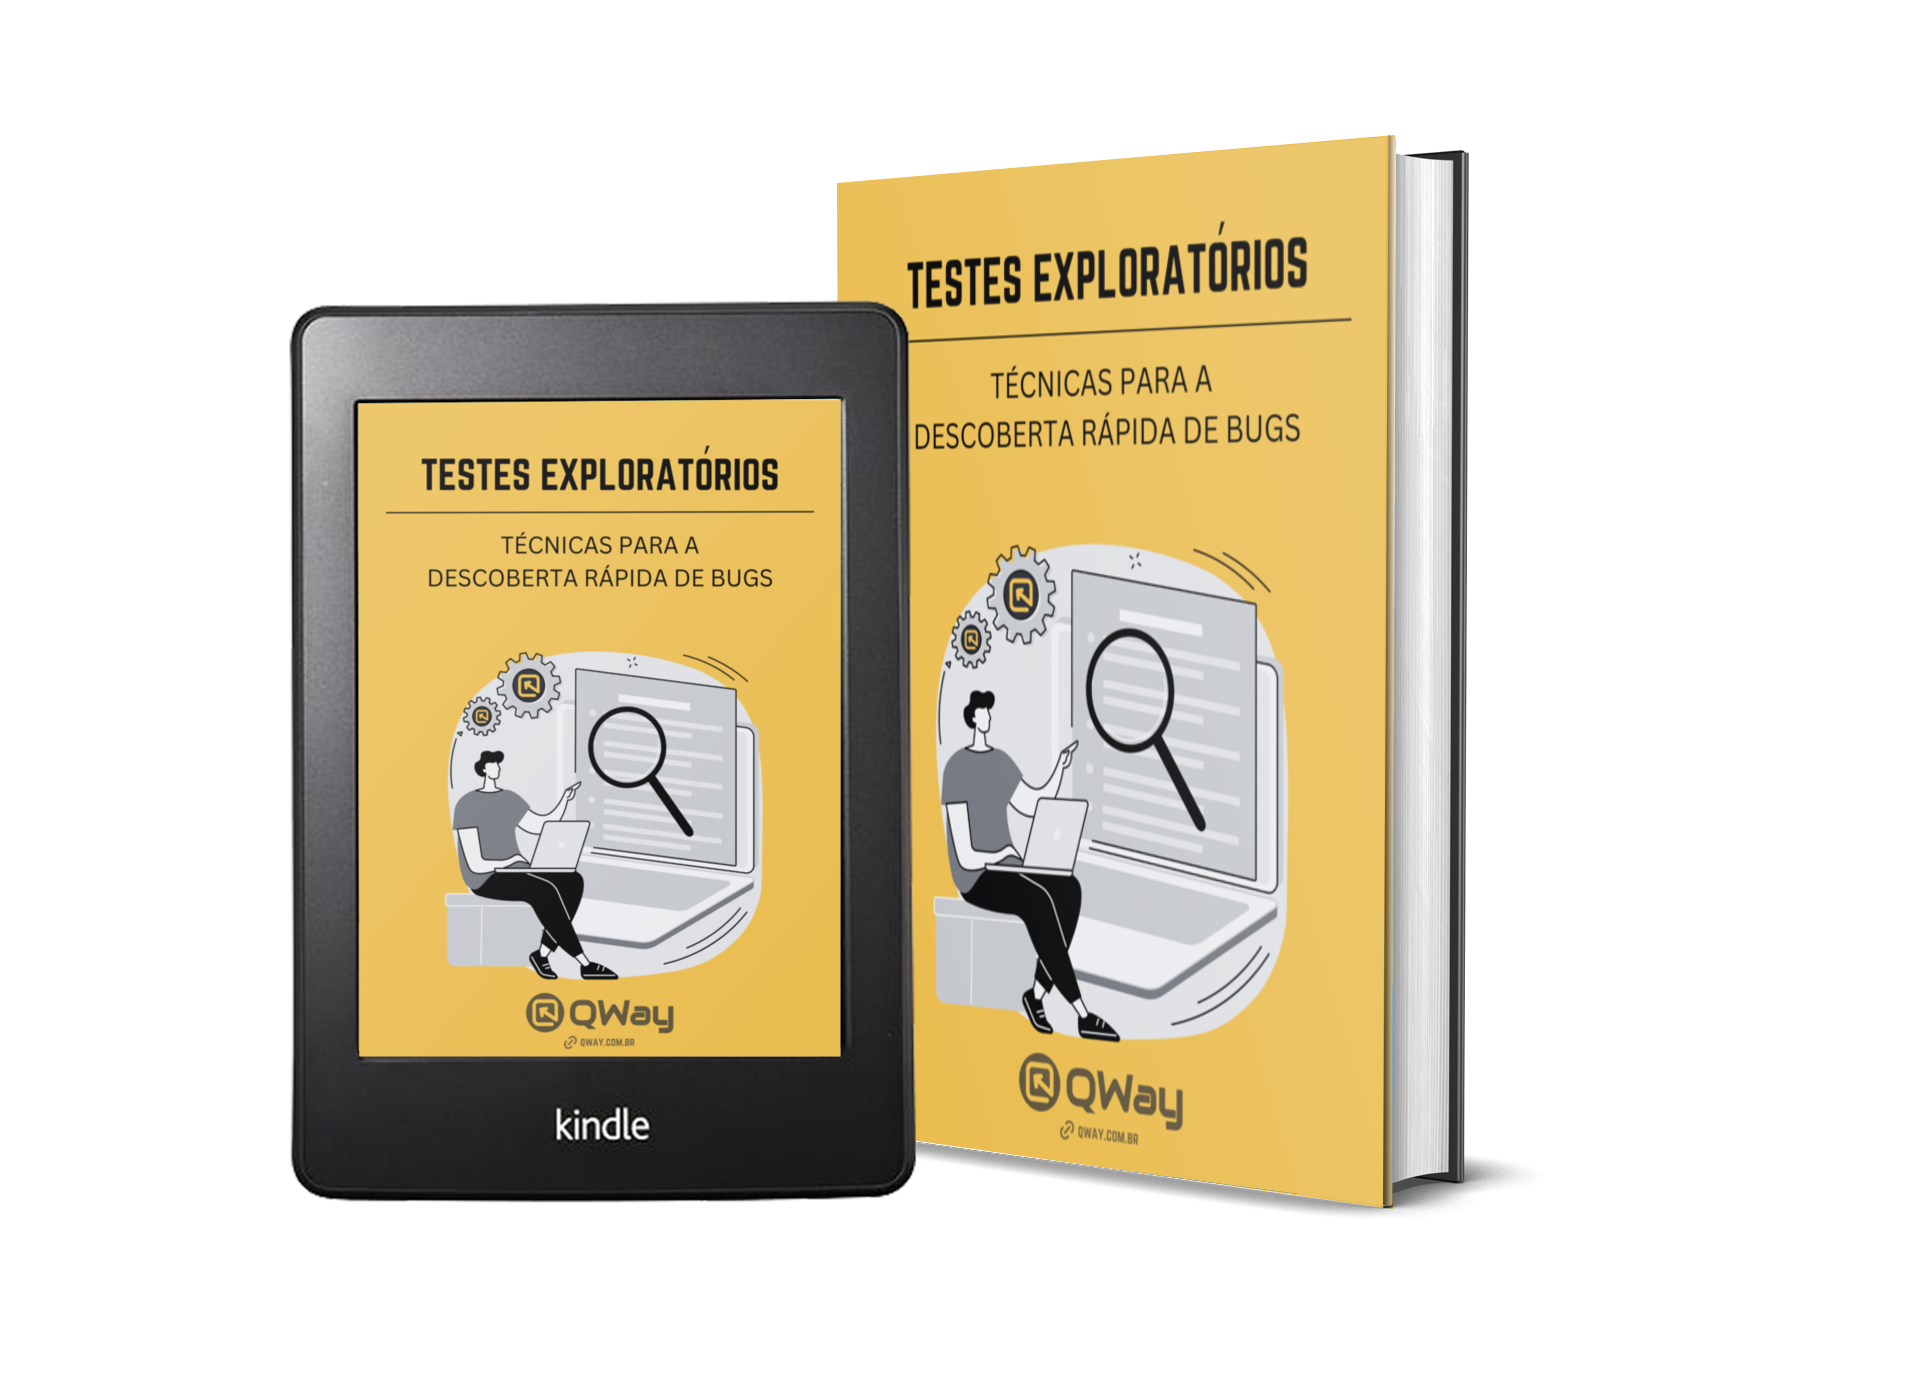 TESTES EXPLORATÓRIOS
TÉCNICAS PARA A
DESCOBERTA RÁPIDA DE BUGS
QWay
QWAY.COM.BR
kindle
TESTES EXPLORATÓRIOS
TÉCNICAS PARA A
DESCOBERTA RÁPIDA DE BUGS
QWay
QWAY.COM.BR